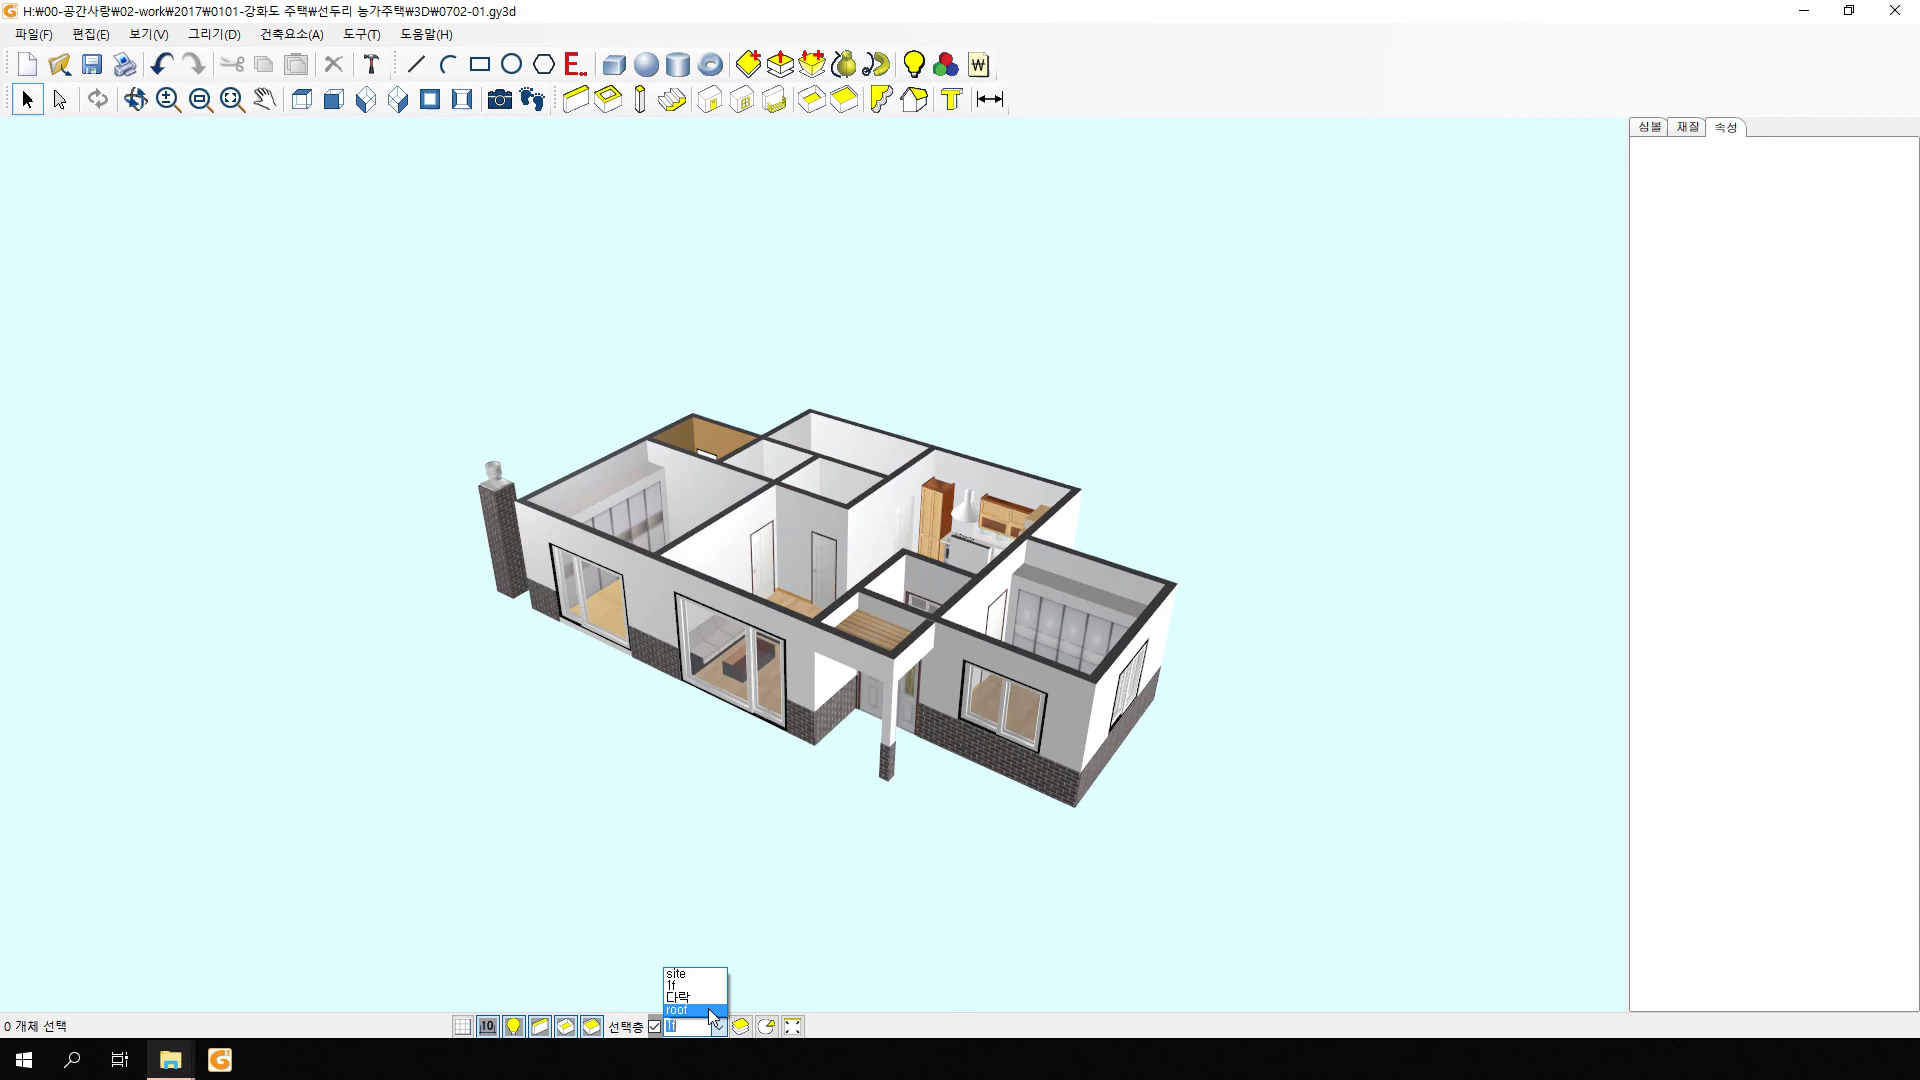 H:₩00-공간사랑₩02-work₩2017₩0101-강화도 주택₩선두리 농가주택₩3D₩0702-01.gy3d
파일(F) 편집(E) 보기(V) 그리기(D) 건축요소(A) 도구(T) 도움말(H)
E..
₩
T
심볼 재질 속성
site
1f
다락
roof
0 개체 선택 10 선택층 1f